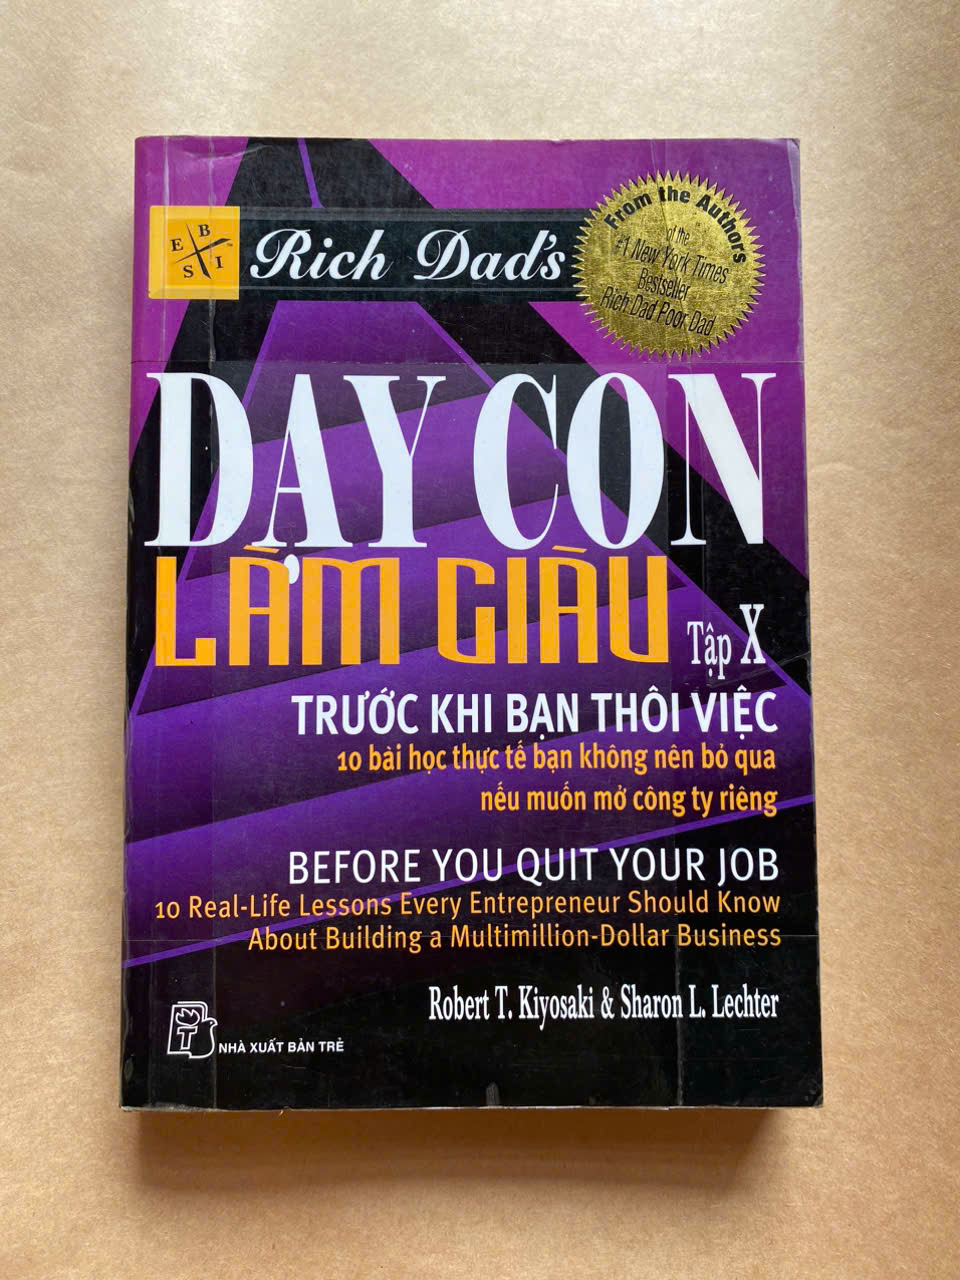 E B
S I
™
Rich Dad's
From the Authors
of the
#1 New York Times
Bestseller
Rich Dad Poor Dad
DẠY CON
LÀM GIÀU
Tập X
TRƯỚC KHI BẠN THÔI VIỆC
10 bài học thực tế bạn không nên bỏ qua
nếu muốn mở công ty riêng
BEFORE YOU QUIT YOUR JOB
10 Real-Life Lessons Every Entrepreneur Should Know
About Building a Multimillion-Dollar Business
Robert T. Kiyosaki & Sharon L. Lechter
T
NHÀ XUẤT BẢN TRẺ